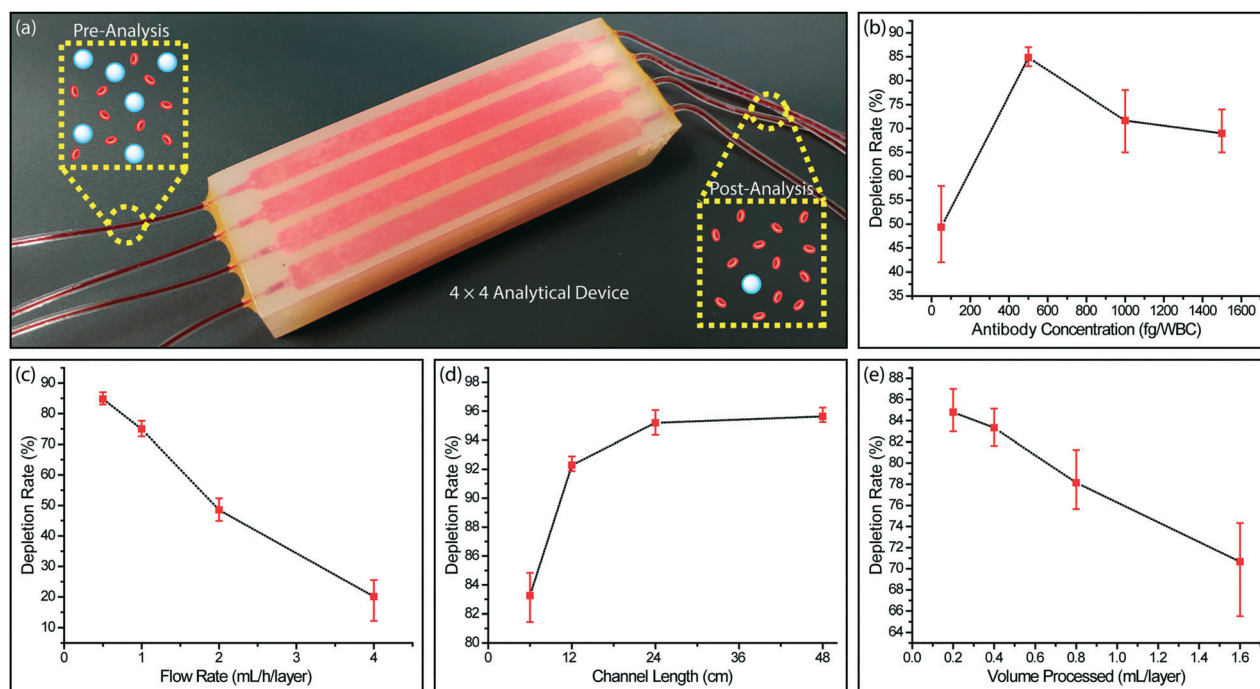 (a)
Pre-Analysis
Post-Analysis
4 × 4 Analytical Device
(b)
Depletion Rate (%)
90
85
80
75
70
65
60
55
50
45
40
35
0 200 400 600 800 1000 1200 1400 1600
Antibody Concentration (fg/WBC)
(c)
Depletion Rate (%)
90
80
70
60
50
40
30
20
10
0 1 2 3 4
Flow Rate (mL/h/layer)
(d)
Depletion Rate (%)
98
96
94
92
90
88
86
84
82
80
0 12 24 36 48
Channel Length (cm)
(e)
Depletion Rate (%)
88
86
84
82
80
78
76
74
72
70
68
66
64
0.0 0.2 0.4 0.6 0.8 1.0 1.2 1.4 1.6
Volume Processed (mL/layer)